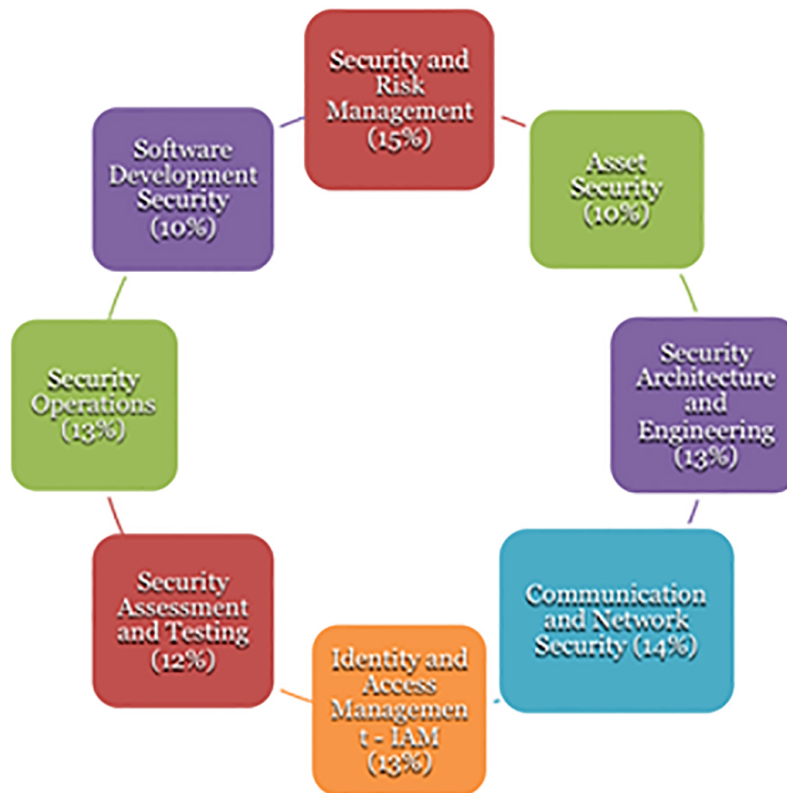 Security and
Risk
Management
(15%)
Asset
Security
(10%)
Security
Architecture
and
Engineering
(13%)
Communication
and Network
Security (14%)
Identity and
Access
Managemen
t - IAM
(13%)
Security
Assessment
and Testing
(12%)
Security
Operations
(13%)
Software
Development
Security
(10%)